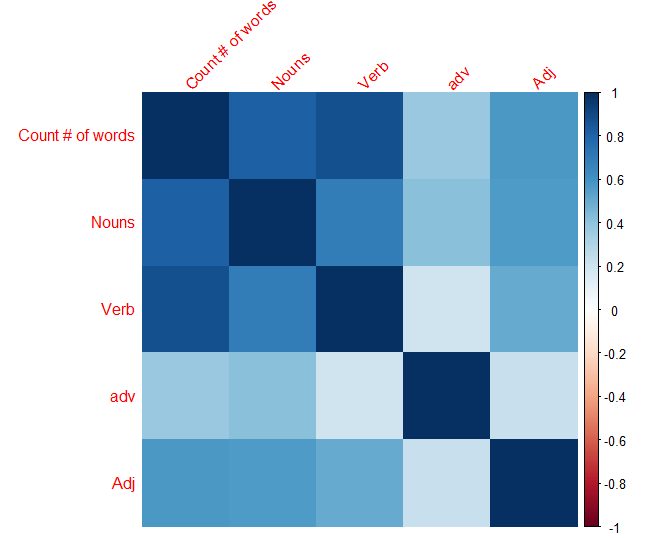 Count # of words
Nouns
Verb
adv
Adj
Count # of words
Nouns
Verb
adv
Adj
1
0.8
0.6
0.4
0.2
0
-0.2
-0.4
-0.6
-0.8
-1